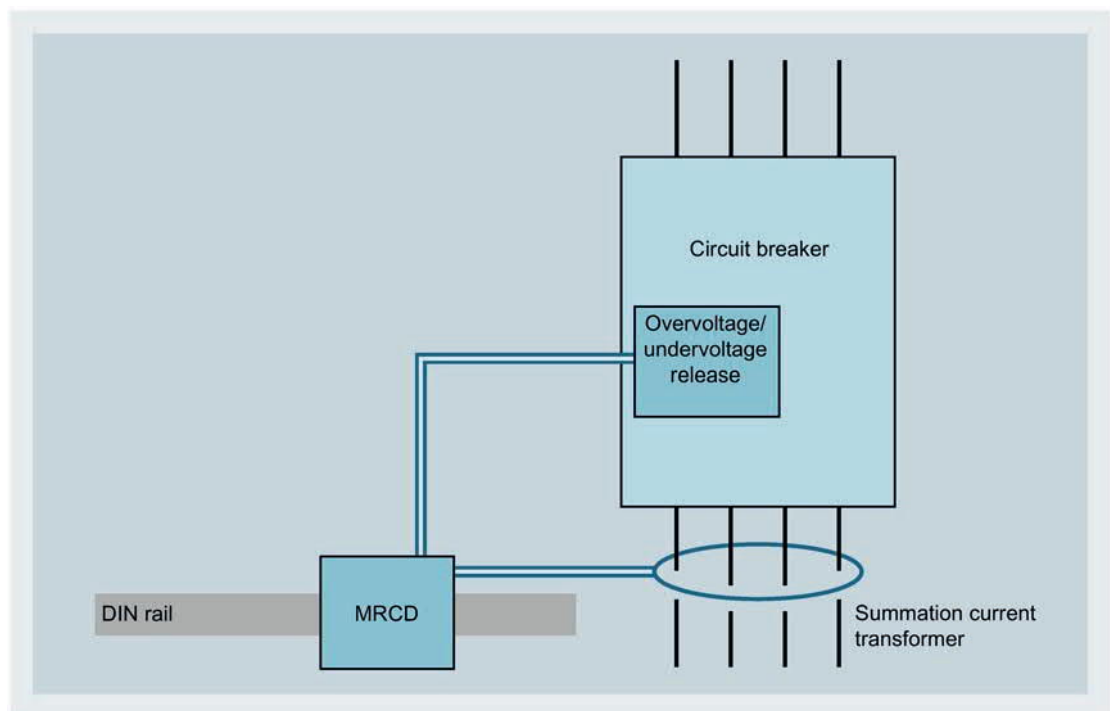 Circuit breaker
Overvoltage/
undervoltage
release
DIN rail
MRCD
Summation current
transformer